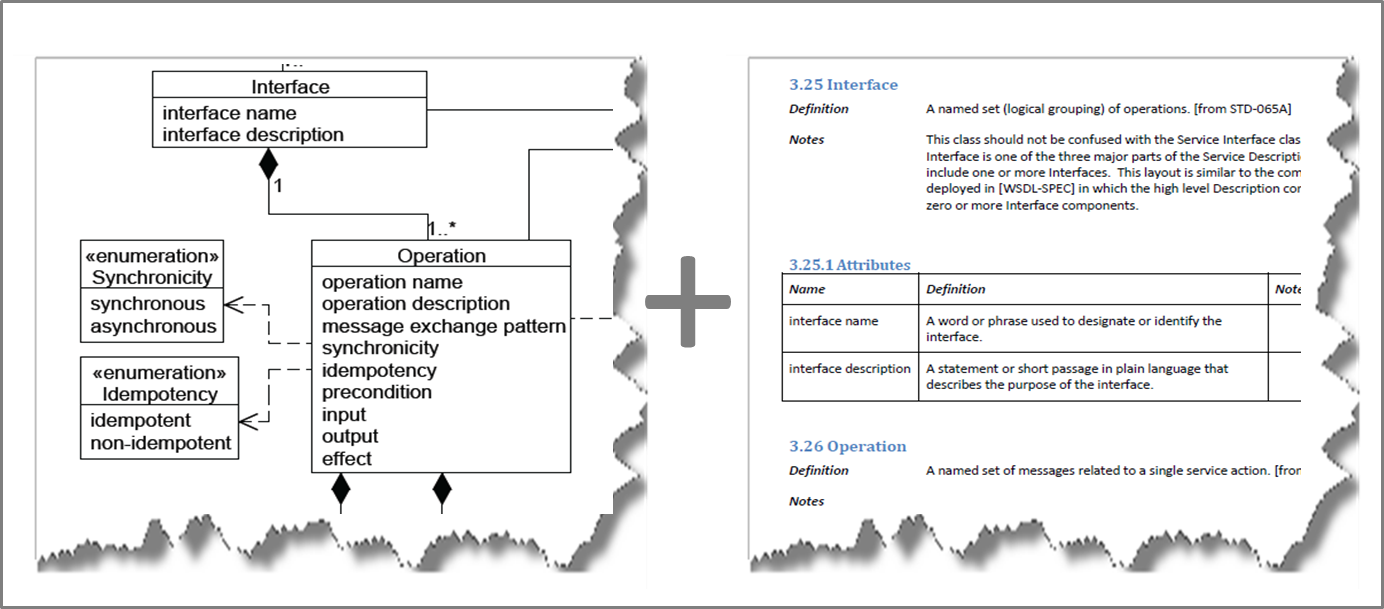 Interface
interface name
interface description
1
1..*
«enumeration»
Synchronicity
synchronous
asynchronous
«enumeration»
Idempotency
idempotent
non-idempotent
Operation
operation name
operation description
message exchange pattern
synchronicity
idempotency
precondition
input
output
effect
3.25 Interface
Definition A named set (logical grouping) of operations. [from STD-065A]
Notes This class should not be confused with the Service Interface clas
Interface is one of the three major parts of the Service Descripti
include one or more Interfaces. This layout is similar to the com
deployed in [WSDL-SPEC] in which the high level Description cor
zero or more Interface components.
3.25.1 Attributes
Name Definition Note
interface name A word or phrase used to designate or identify the
interface.
interface description A statement or short passage in plain language that
describes the purpose of the interface.
3.26 Operation
Definition A named set of messages related to a single service action. [from
Notes